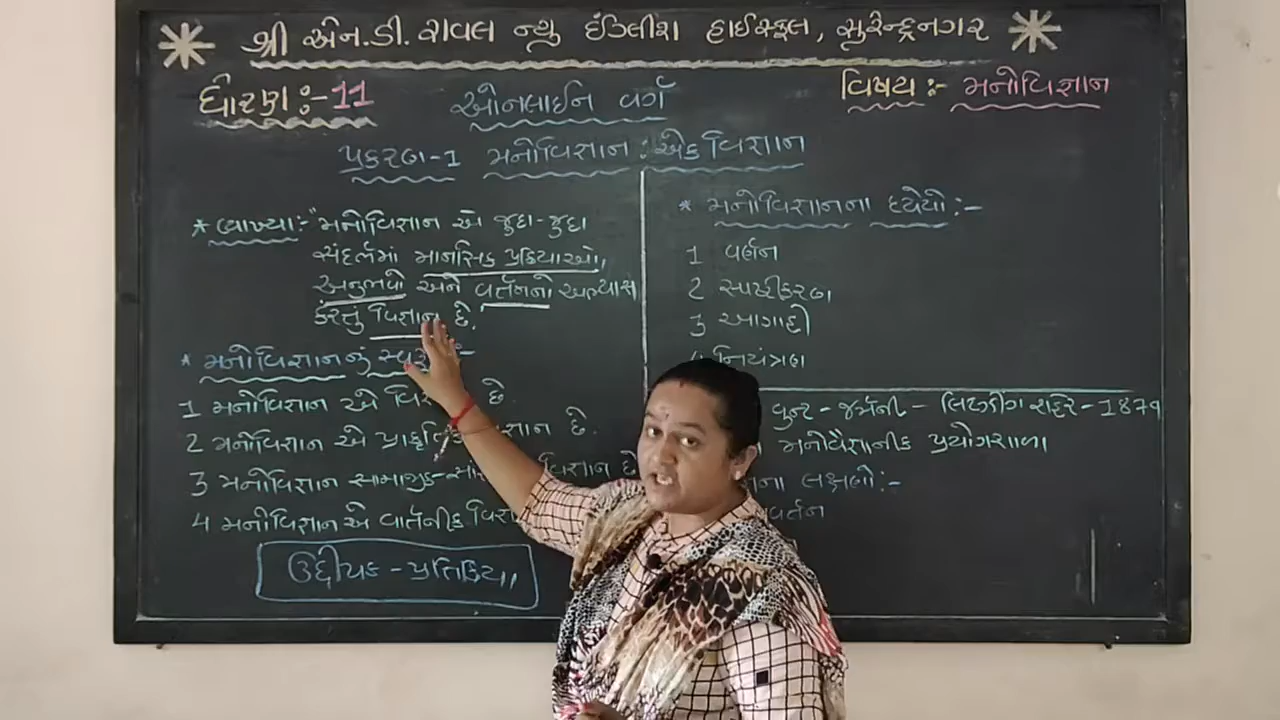 શ્રી એન.ડી. રાવલ ન્યુ ઈંગ્લીશ હાઈસ્કૂલ, સુરેન્દ્રનગર
ધોરણ :- 11
ઓનલાઈન વર્ગ
વિષય :- મનોવિજ્ઞાન
પ્રકરણ-1 મનોવિજ્ઞાન : એક વિજ્ઞાન
* વ્યાખ્યા:- "મનોવિજ્ઞાન એ જુદા-જુદા
સંદર્ભમાં માનસિક પ્રક્રિયાઓ,
અનુભવો અને વર્તનનો અભ્યાસ
કરતું વિજ્ઞાન છે.
* મનોવિજ્ઞાનનું
1 મનોવિજ્ઞાન એ છે.
2 મનોવિજ્ઞાન એ છે.
3 મનોવિજ્ઞાન સામાજીક-
4 મનોવિજ્ઞાન એ વાર્તનીક
ઉદ્દીપક - પ્રતિક્રિયા
* મનોવિજ્ઞાનના ધ્યેયો :-
1 વર્ણન
2 સ્પષ્ટીકરણ
3 આગાહી
નિયંત્રણ
વુન્ટ - જર્મની - લિપઝીગ શહેર - 1879
મનોવૈજ્ઞાનીક પ્રયોગશાળા
લક્ષણો :-
વર્તન